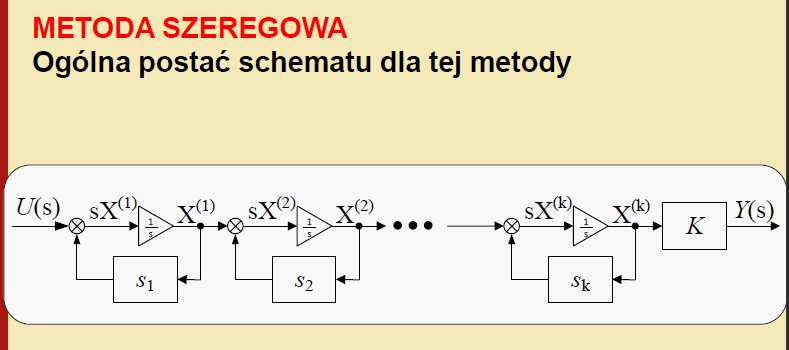 METODA SZEREGOWA
Ogólna postać schematu dla tej metody
U(s) sX(1) 1/s X(1) sX(2) 1/s X(2) sX(k) 1/s X(k) K Y(s)
s1 s2 sk